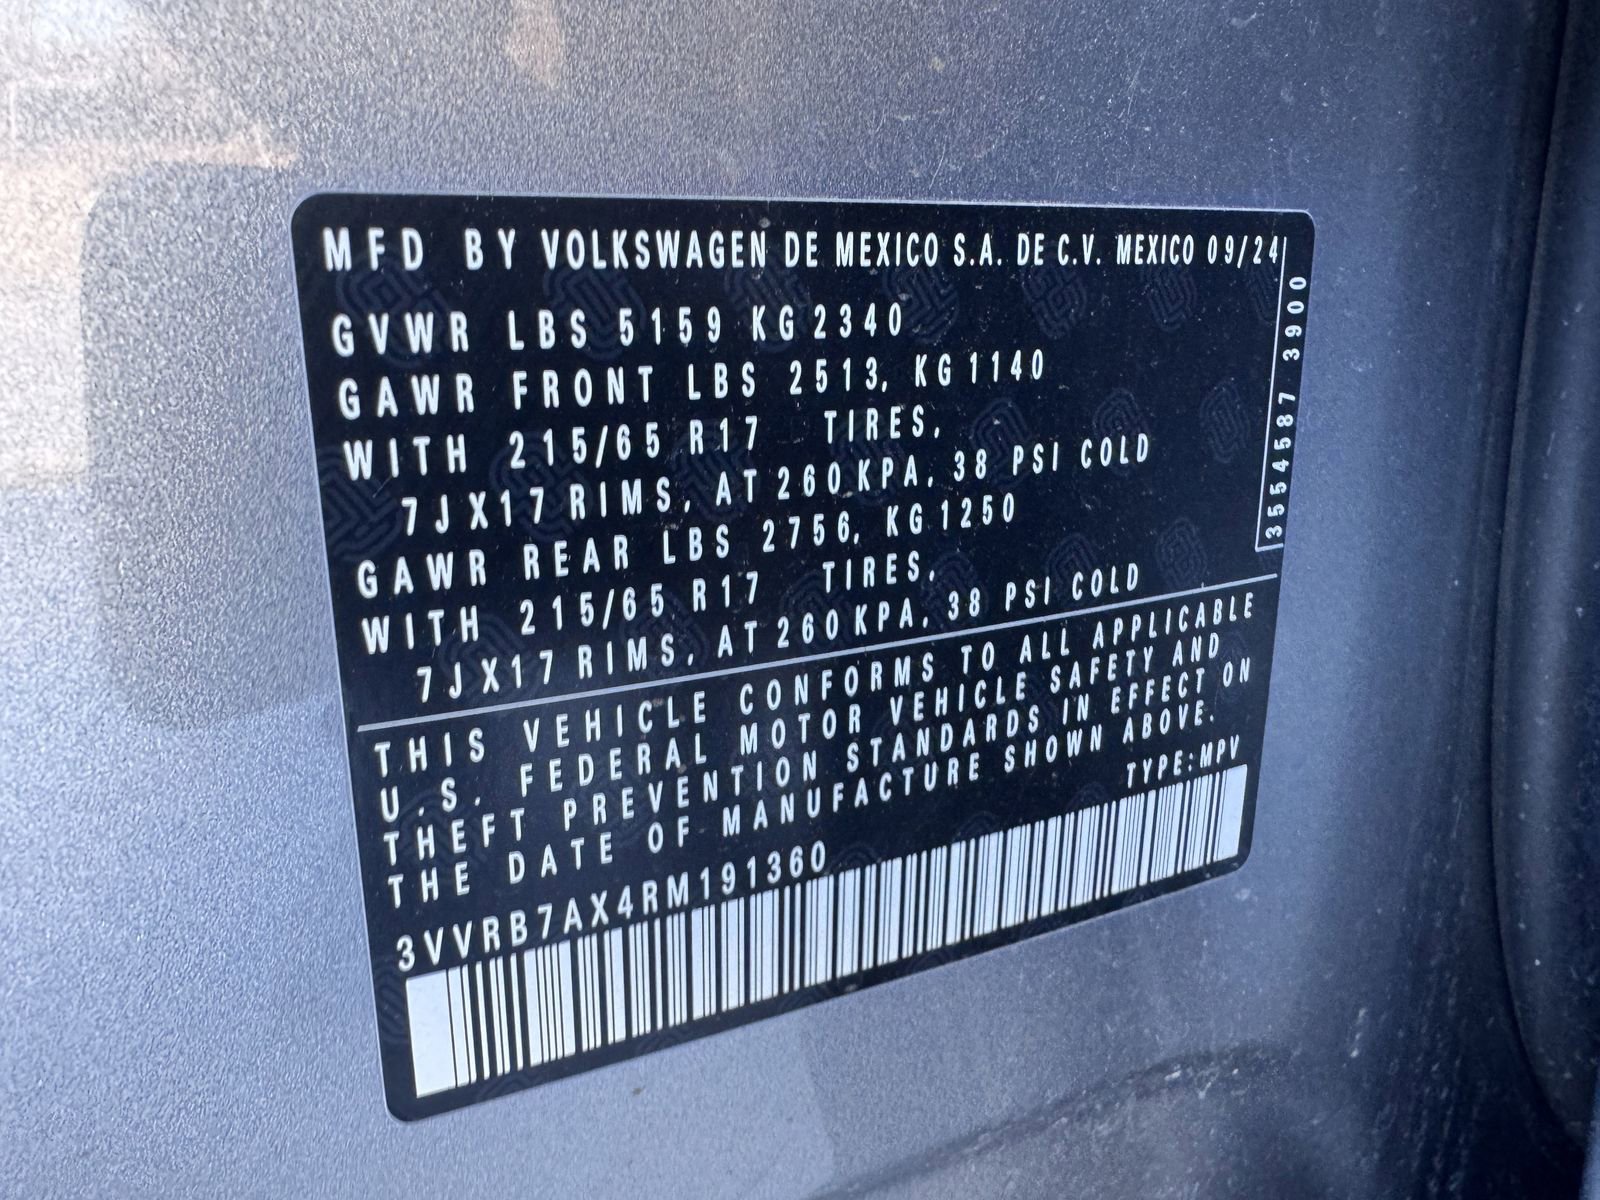 MFD BY VOLKSWAGEN DE MEXICO S.A. DE C.V. MEXICO 09/24
GVWR LBS 5159 KG 2340
GAWR FRONT LBS 2513, KG 1140
WITH 215/65 R17 TIRES,
7JX17 RIMS, AT 260 KPA, 38 PSI COLD
GAWR REAR LBS 2756, KG 1250
WITH 215/65 R17 TIRES,
7JX17 RIMS, AT 260 KPA, 38 PSI COLD
3554587 3900
THIS VEHICLE CONFORMS TO ALL APPLICABLE
U.S. FEDERAL MOTOR VEHICLE SAFETY AND
THEFT PREVENTION STANDARDS IN EFFECT ON
THE DATE OF MANUFACTURE SHOWN ABOVE.
TYPE: MPV
3VVRB7AX4RM191360